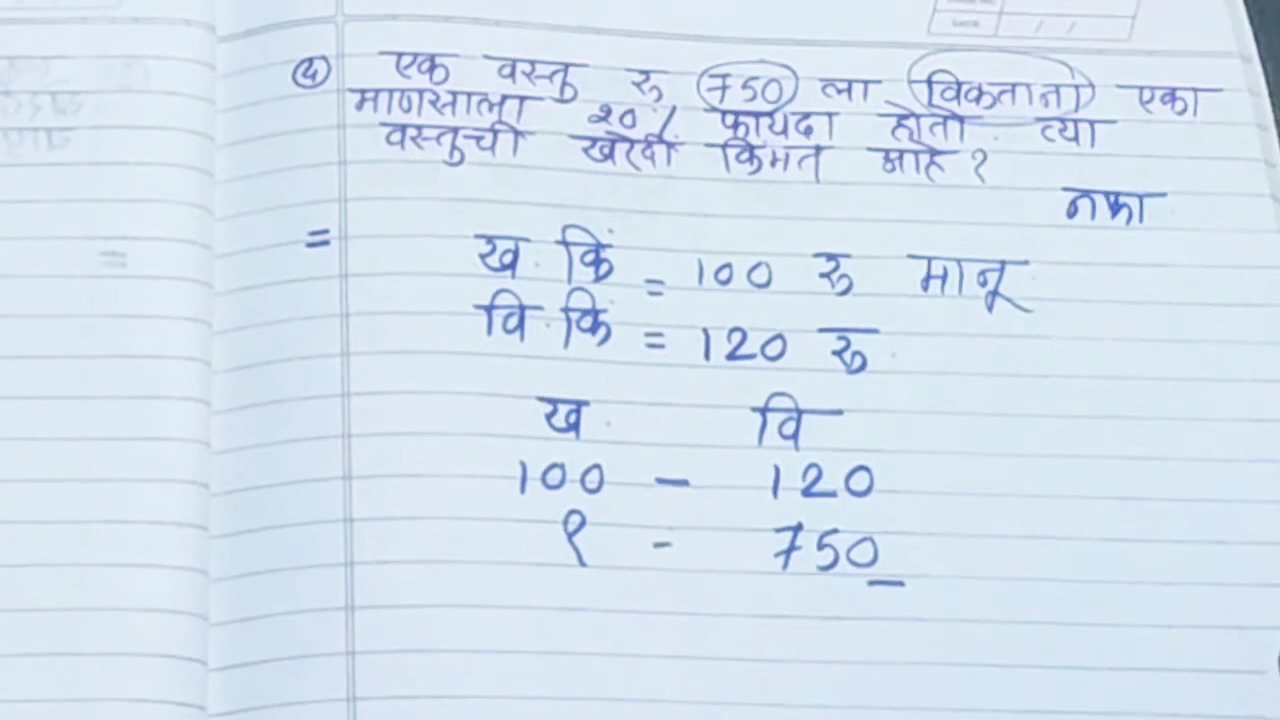 ④ एक वस्तु रु 750 ला विकताना एका
माणसाला 20% फायदा होतो. त्या
वस्तुची खरेदी किंमत आहे ?
नफा
= ख. किं = 100 रु मानू
वि. किं = 120 रु
ख. वि
100 - 120
? - 750